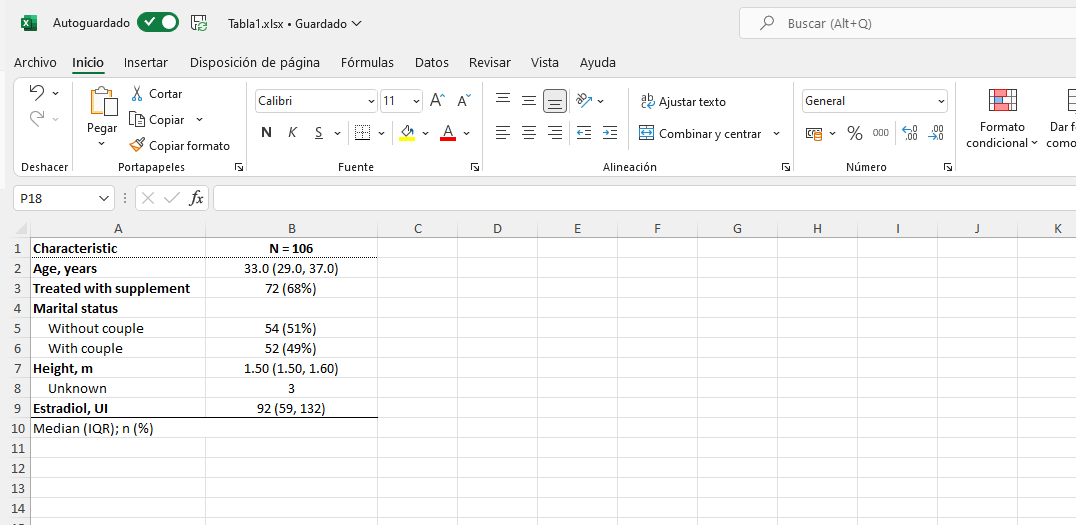 Autoguardado Tabla1.xlsx • Guardado Buscar (Alt+Q)
Archivo Inicio Insertar Disposición de página Fórmulas Datos Revisar Vista Ayuda
Cortar
Copiar
Copiar formato
Pegar
Calibri 11 A A
N K S A
ab Ajustar texto
Combinar y centrar
General
% 000
Formato condicional
Dar f
como
Deshacer Portapapeles Fuente Alineación Número
P18 fx
A B C D E F G H I J K
1 Characteristic N = 106
2 Age, years 33.0 (29.0, 37.0)
3 Treated with supplement 72 (68%)
4 Marital status
5 Without couple 54 (51%)
6 With couple 52 (49%)
7 Height, m 1.50 (1.50, 1.60)
8 Unknown 3
9 Estradiol, UI 92 (59, 132)
10 Median (IQR); n (%)
11
12
13
14